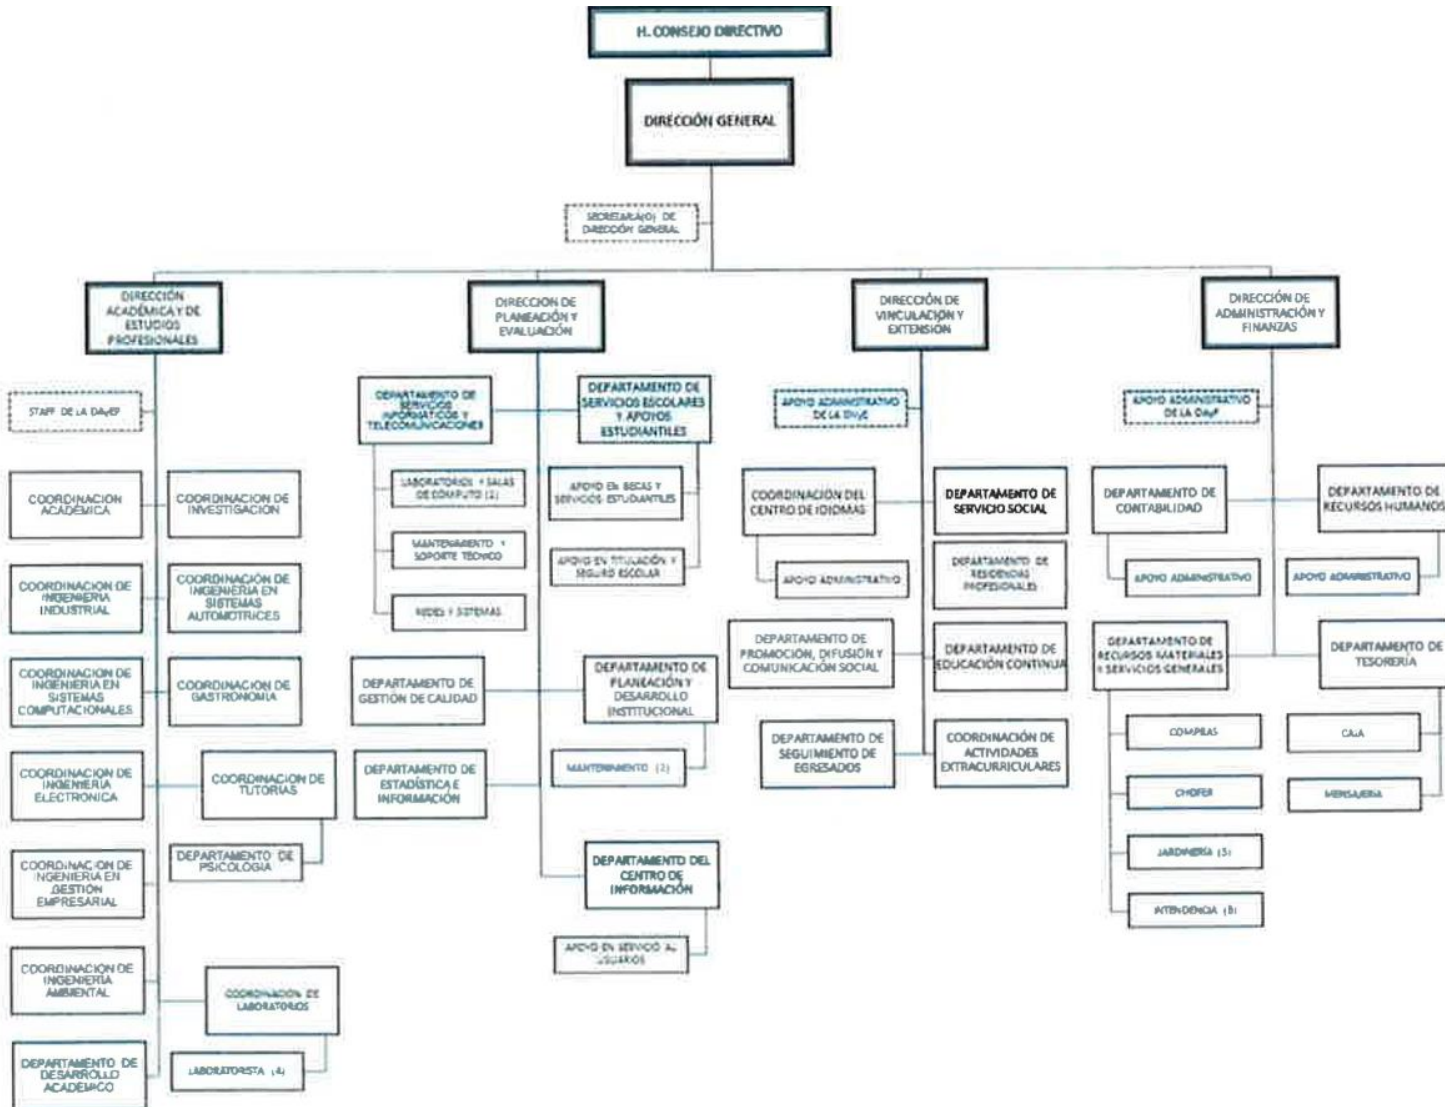 H. CONSEJO DIRECTIVO
DIRECCIÓN GENERAL
SECRETARIA(O) DE
DIRECCIÓN GENERAL
DIRECCIÓN
ACADÉMICA Y DE
ESTUDIOS
PROFESIONALES
DIRECCION DE
PLANEACIÓN Y
EVALUACIÓN
DIRECCIÓN DE
VINCULACIÓN Y
EXTENSIÓN
DIRECCIÓN DE
ADMINISTRACIÓN Y
FINANZAS
STAFF DE LA DAyEP
COORDINACION
ACADÉMICA
COORDINACION DE
INVESTIGACION
COORDINACION DE
INGENIERIA
INDUSTRIAL
COORDINACIÓN DE
INGENIERIA EN
SISTEMAS
AUTOMOTRICES
COORDINACION DE
INGENIERIA EN
SISTEMAS
COMPUTACIONALES
COORDINACION DE
GASTRONOMIA
COORDINACION DE
INGENIERIA
ELECTRONICA
COORDINACION DE
TUTORIAS
DEPARTAMENTO DE
PSICOLOGIA
COORDINACION DE
INGENIERIA EN
GESTION
EMPRESARIAL
COORDINACION DE
INGENIERIA
AMBIENTAL
COORDINACION DE
LABORATORIOS
DEPARTAMENTO DE
DESARROLLO
ACADÉMICO
LABORATORISTA (4)
DEPARTAMENTO DE
SERVICIOS
INFORMATICOS Y
TELECOMUNICACIONES
DEPARTAMENTO DE
SERVICIOS ESCOLARES
Y APOYOS
ESTUDIANTILES
LABORATORIOS Y SALAS
DE COMPUTO (2)
APOYO EN BECAS Y
SERVICIOS ESTUDIANTILES
MANTENIMIENTO Y
SOPORTE TÉCNICO
APOYO EN TITULACIÓN Y
SEGURO ESCOLAR
REDES Y SISTEMAS
DEPARTAMENTO DE
GESTIÓN DE CALIDAD
DEPARTAMENTO DE
PLANEACIÓN Y
DESARROLLO
INSTITUCIONAL
DEPARTAMENTO DE
ESTADÍSTICA E
INFORMACIÓN
MANTENIMIENTO (2)
DEPARTAMENTO DEL
CENTRO DE
INFORMACIÓN
APOYO EN SERVICIO AL
USUARIOS
APOYO ADMINISTRATIVO
DE LA DVyE
COORDINACIÓN DEL
CENTRO DE IDIOMAS
DEPARTAMENTO DE
SERVICIO SOCIAL
APOYO ADMINISTRATIVO
DEPARTAMENTO DE
RESIDENCIAS
PROFESIONALES
DEPARTAMENTO DE
PROMOCIÓN, DIFUSIÓN Y
COMUNICACIÓN SOCIAL
DEPARTAMENTO DE
EDUCACIÓN CONTINUA
DEPARTAMENTO DE
SEGUIMIENTO DE
EGRESADOS
COORDINACIÓN DE
ACTIVIDADES
EXTRACURRICULARES
APOYO ADMINISTRATIVO
DE LA DAyF
DEPARTAMENTO DE
CONTABILIDAD
DEPARTAMENTO DE
RECURSOS HUMANOS
APOYO ADMINISTRATIVO
APOYO ADMINISTRATIVO
DEPARTAMENTO DE
RECURSOS MATERIALES
Y SERVICIOS GENERALES
DEPARTAMENTO DE
TESORERÍA
COMPRAS
CAJA
CHOFER
MENSAJERIA
JARDINERÍA (5)
INTENDENCIA (8)